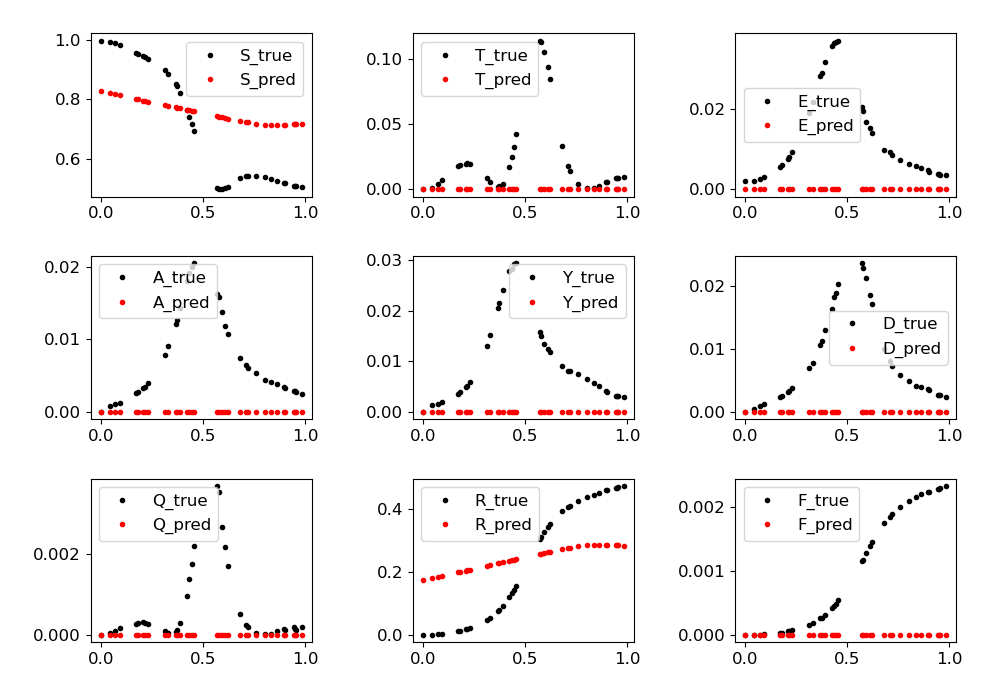 1.0
0.8
0.6
0.0 0.5 1.0
S_true
S_pred
0.10
0.05
0.00
0.0 0.5 1.0
T_true
T_pred
0.02
0.00
0.0 0.5 1.0
E_true
E_pred
0.02
0.01
0.00
0.0 0.5 1.0
A_true
A_pred
0.03
0.02
0.01
0.00
0.0 0.5 1.0
Y_true
Y_pred
0.02
0.01
0.00
0.0 0.5 1.0
D_true
D_pred
0.002
0.000
0.0 0.5 1.0
Q_true
Q_pred
0.4
0.2
0.0
0.0 0.5 1.0
R_true
R_pred
0.002
0.001
0.000
0.0 0.5 1.0
F_true
F_pred